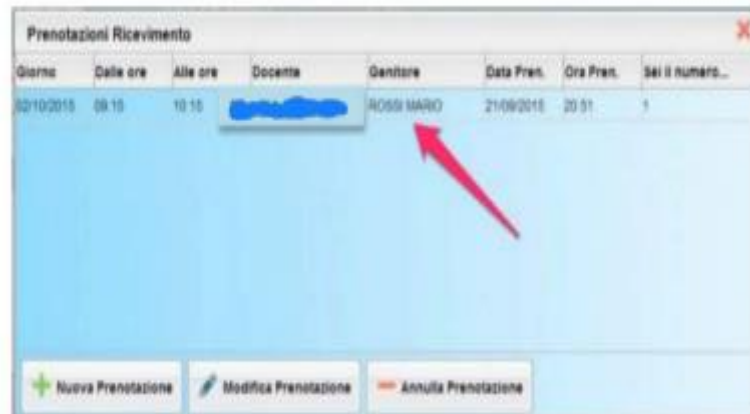 Prenotazioni Ricevimento
Giorno Dalle ore Alle ore Docente Genitore Data Pren. Ora Pren. Sei il numero...
02/10/2015 09:15 10:15 ROSSI MARIO 21/09/2015 20:51 1
Nuova Prenotazione Modifica Prenotazione Annulla Prenotazione